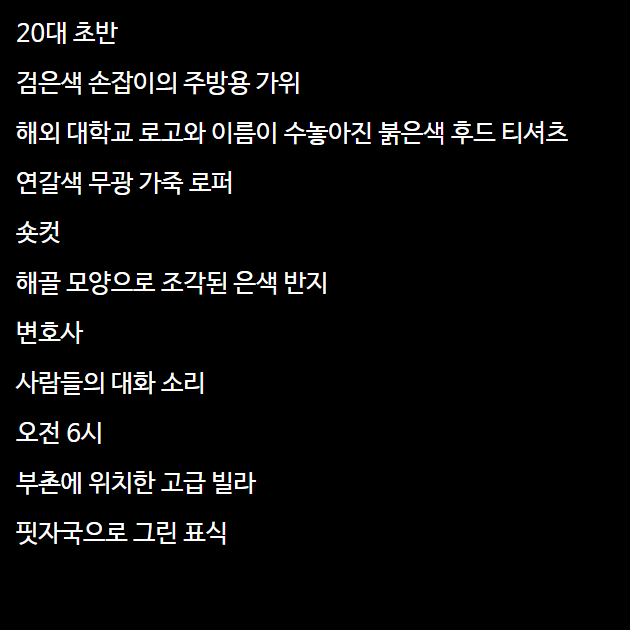 20대 초반
검은색 손잡이의 주방용 가위
해외 대학교 로고와 이름이 수놓아진 붉은색 후드 티셔츠
연갈색 무광 가죽 로퍼
숏컷
해골 모양으로 조각된 은색 반지
변호사
사람들의 대화 소리
오전 6시
부촌에 위치한 고급 빌라
핏자국으로 그린 표식